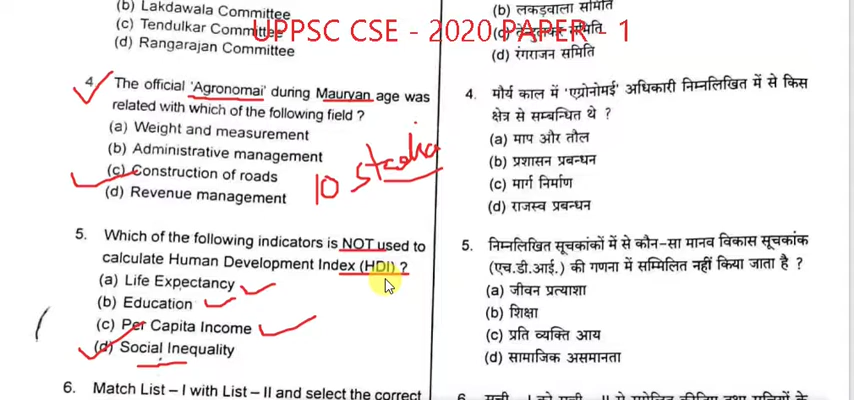 (b) Lakdawala Committee
(c) Tendulkar Committee
(d) Rangarajan Committee
UPPSC CSE - 2020 PAPER - 1
4. The official 'Agronomai' during Mauryan age was
related with which of the following field ?
(a) Weight and measurement
(b) Administrative management
(c) Construction of roads
(d) Revenue management
10 stadia
5. Which of the following indicators is NOT used to
calculate Human Development Index (HDI) ?
(a) Life Expectancy
(b) Education
(c) Per Capita Income
(d) Social Inequality
6. Match List – I with List – II and select the correct
(b) लकड़वाला समिति
(c) समिति
(d) रंगराजन समिति
4. मौर्य काल में 'एग्रोनोमई' अधिकारी निम्नलिखित में से किस
क्षेत्र से सम्बन्धित थे ?
(a) माप और तौल
(b) प्रशासन प्रबन्धन
(c) मार्ग निर्माण
(d) राजस्व प्रबन्धन
5. निम्नलिखित सूचकांकों में से कौन-सा मानव विकास सूचकांक
(एच.डी.आई.) की गणना में सम्मिलित नहीं किया जाता है ?
(a) जीवन प्रत्याशा
(b) शिक्षा
(c) प्रति व्यक्ति आय
(d) सामाजिक असमानता